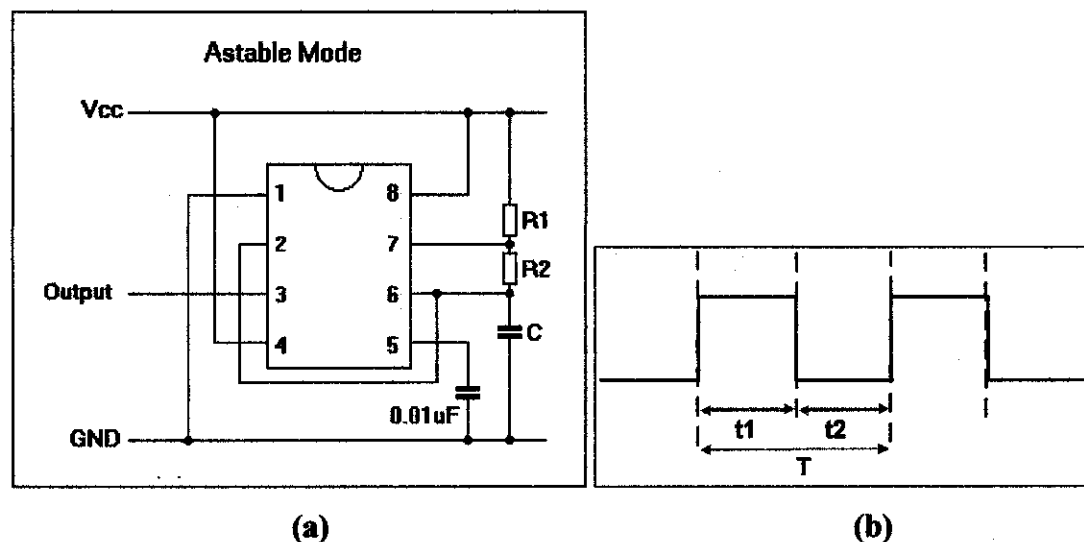 Astable Mode
Vcc
1 8
R1
2 7
R2
Output 3 6
C
4 5
0.01uF
GND
t1 t2
T
(a) (b)